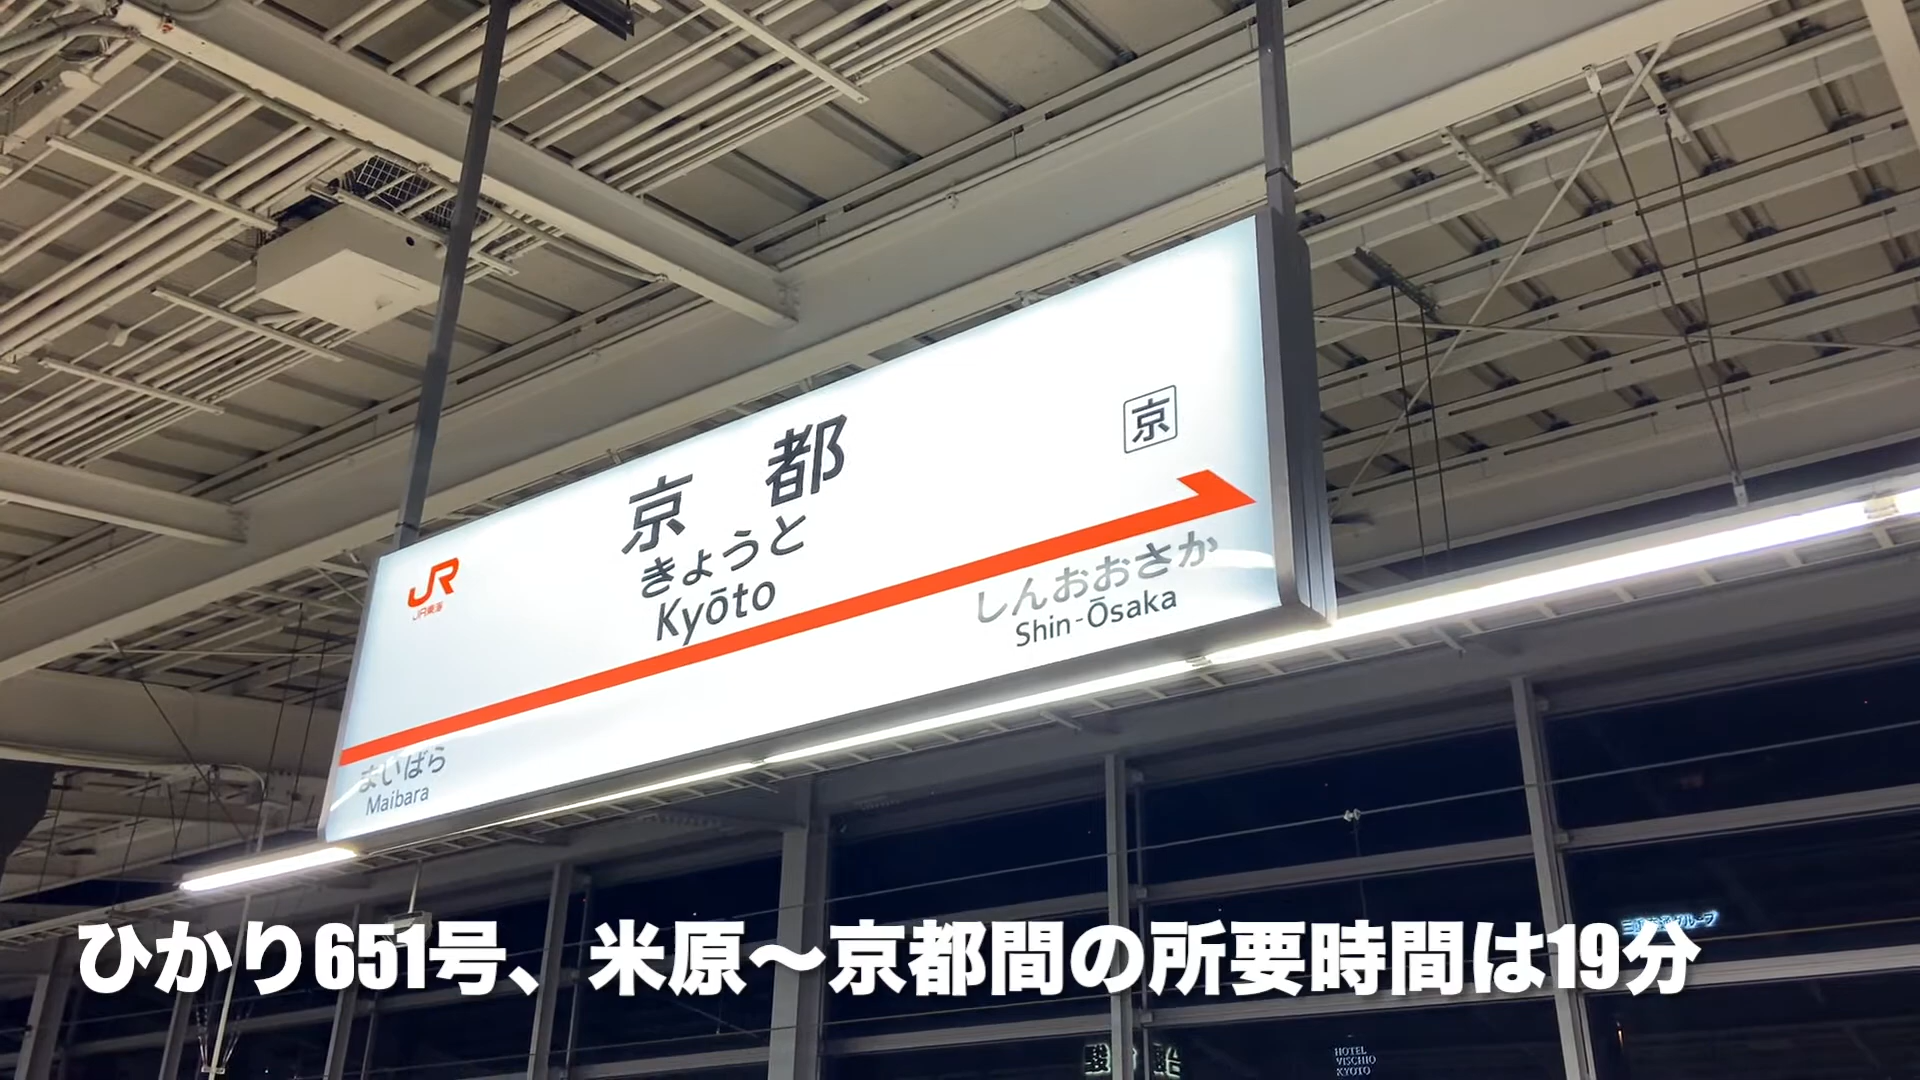 京
京都
きょうと
Kyōto
JR
JR東海
しんおおさか
Shin-Ōsaka
まいばら
Maibara
ひかり651号、米原～京都間の所要時間は19分
HOTEL
VISCHIO
KYOTO